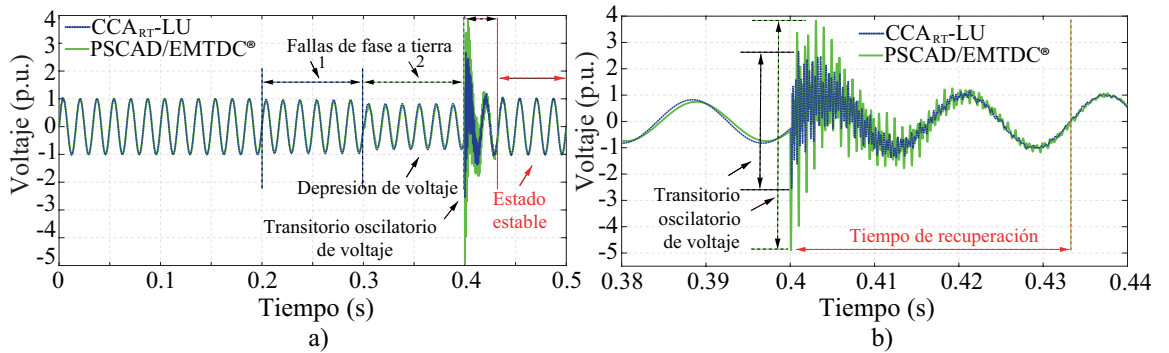 CCA_RT-LU
PSCAD/EMTDC®
Fallas de fase a tierra
1
2
Depresión de voltaje
Transitorio oscilatorio
de voltaje
Estado
estable
Voltaje (p.u.)
4
3
2
1
0
-1
-2
-3
-4
-5
0
0.1
0.2
0.3
0.4
0.5
Tiempo (s)
a)
CCA_RT-LU
PSCAD/EMTDC®
Transitorio
oscilatorio
de voltaje
Tiempo de recuperación
Voltaje (p.u.)
4
3
2
1
0
-1
-2
-3
-4
-5
0.38
0.39
0.4
0.41
0.42
0.43
0.44
Tiempo (s)
b)